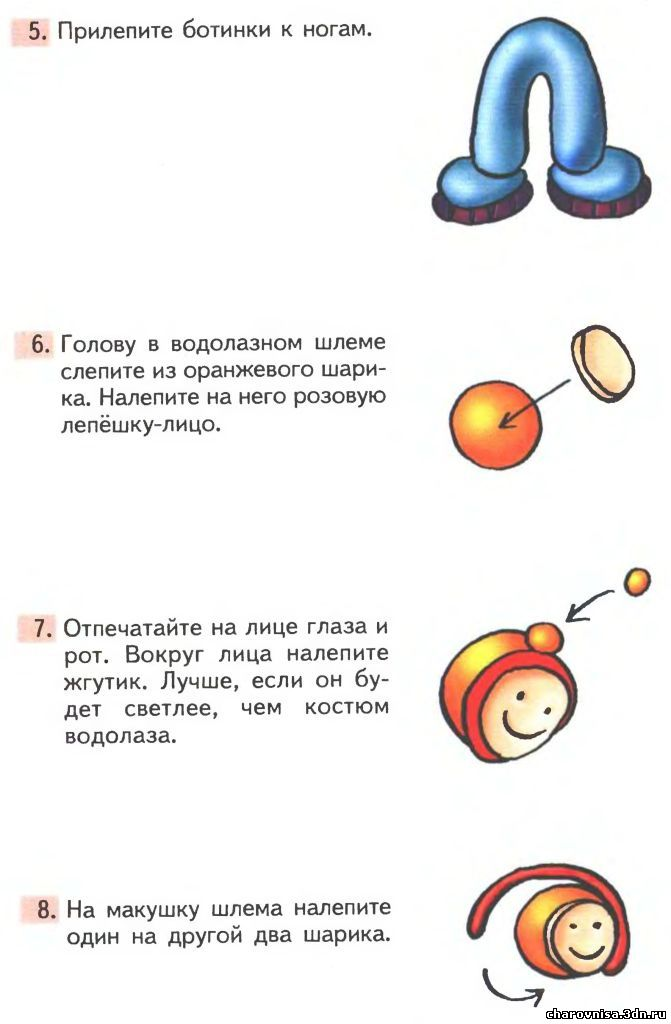 5. Прилепите ботинки к ногам.
6. Голову в водолазном шлеме
слепите из оранжевого шари-
ка. Налепите на него розовую
лепёшку-лицо.
7. Отпечатайте на лице глаза и
рот. Вокруг лица налепите
жгутик. Лучше, если он бу-
дет светлее, чем костюм
водолаза.
8. На макушку шлема налепите
один на другой два шарика.
charovnisa.3dn.ru